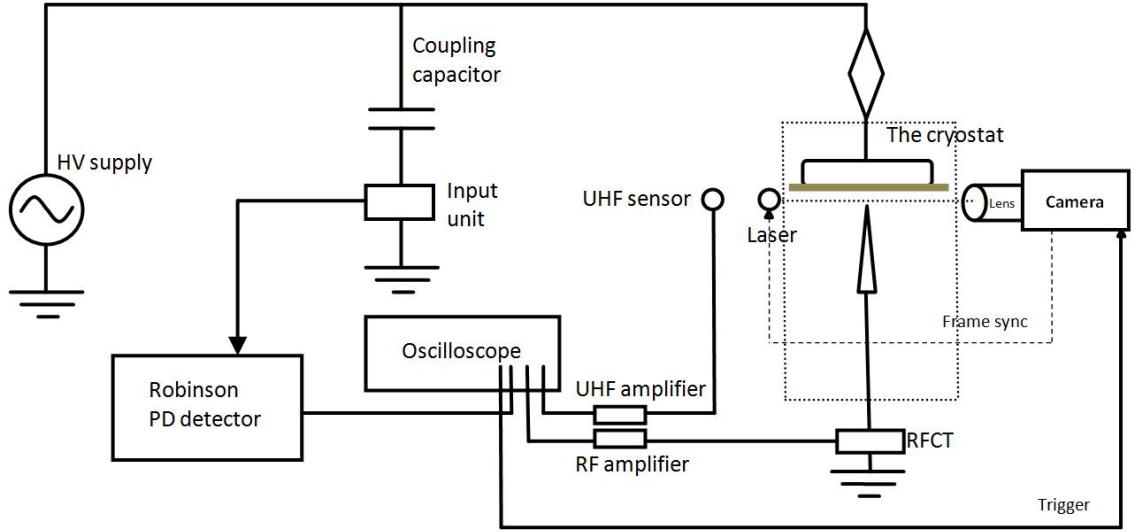 Coupling
capacitor
The cryostat
HV supply
Input
unit
UHF sensor
Laser
Lens
Camera
Frame sync
Oscilloscope
Robinson
PD detector
UHF amplifier
RF amplifier
RFCT
Trigger